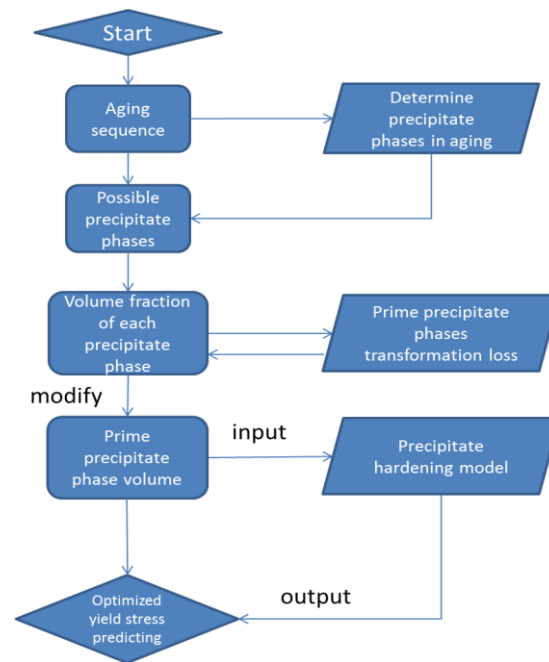 Start
Aging
sequence
Determine
precipitate
phases in aging
Possible
precipitate
phases
Volume fraction
of each
precipitate
phase
Prime precipitate
phases
transformation loss
modify
Prime
precipitate
phase volume
input
Precipitate
hardening model
Optimized
yield stress
predicting
output